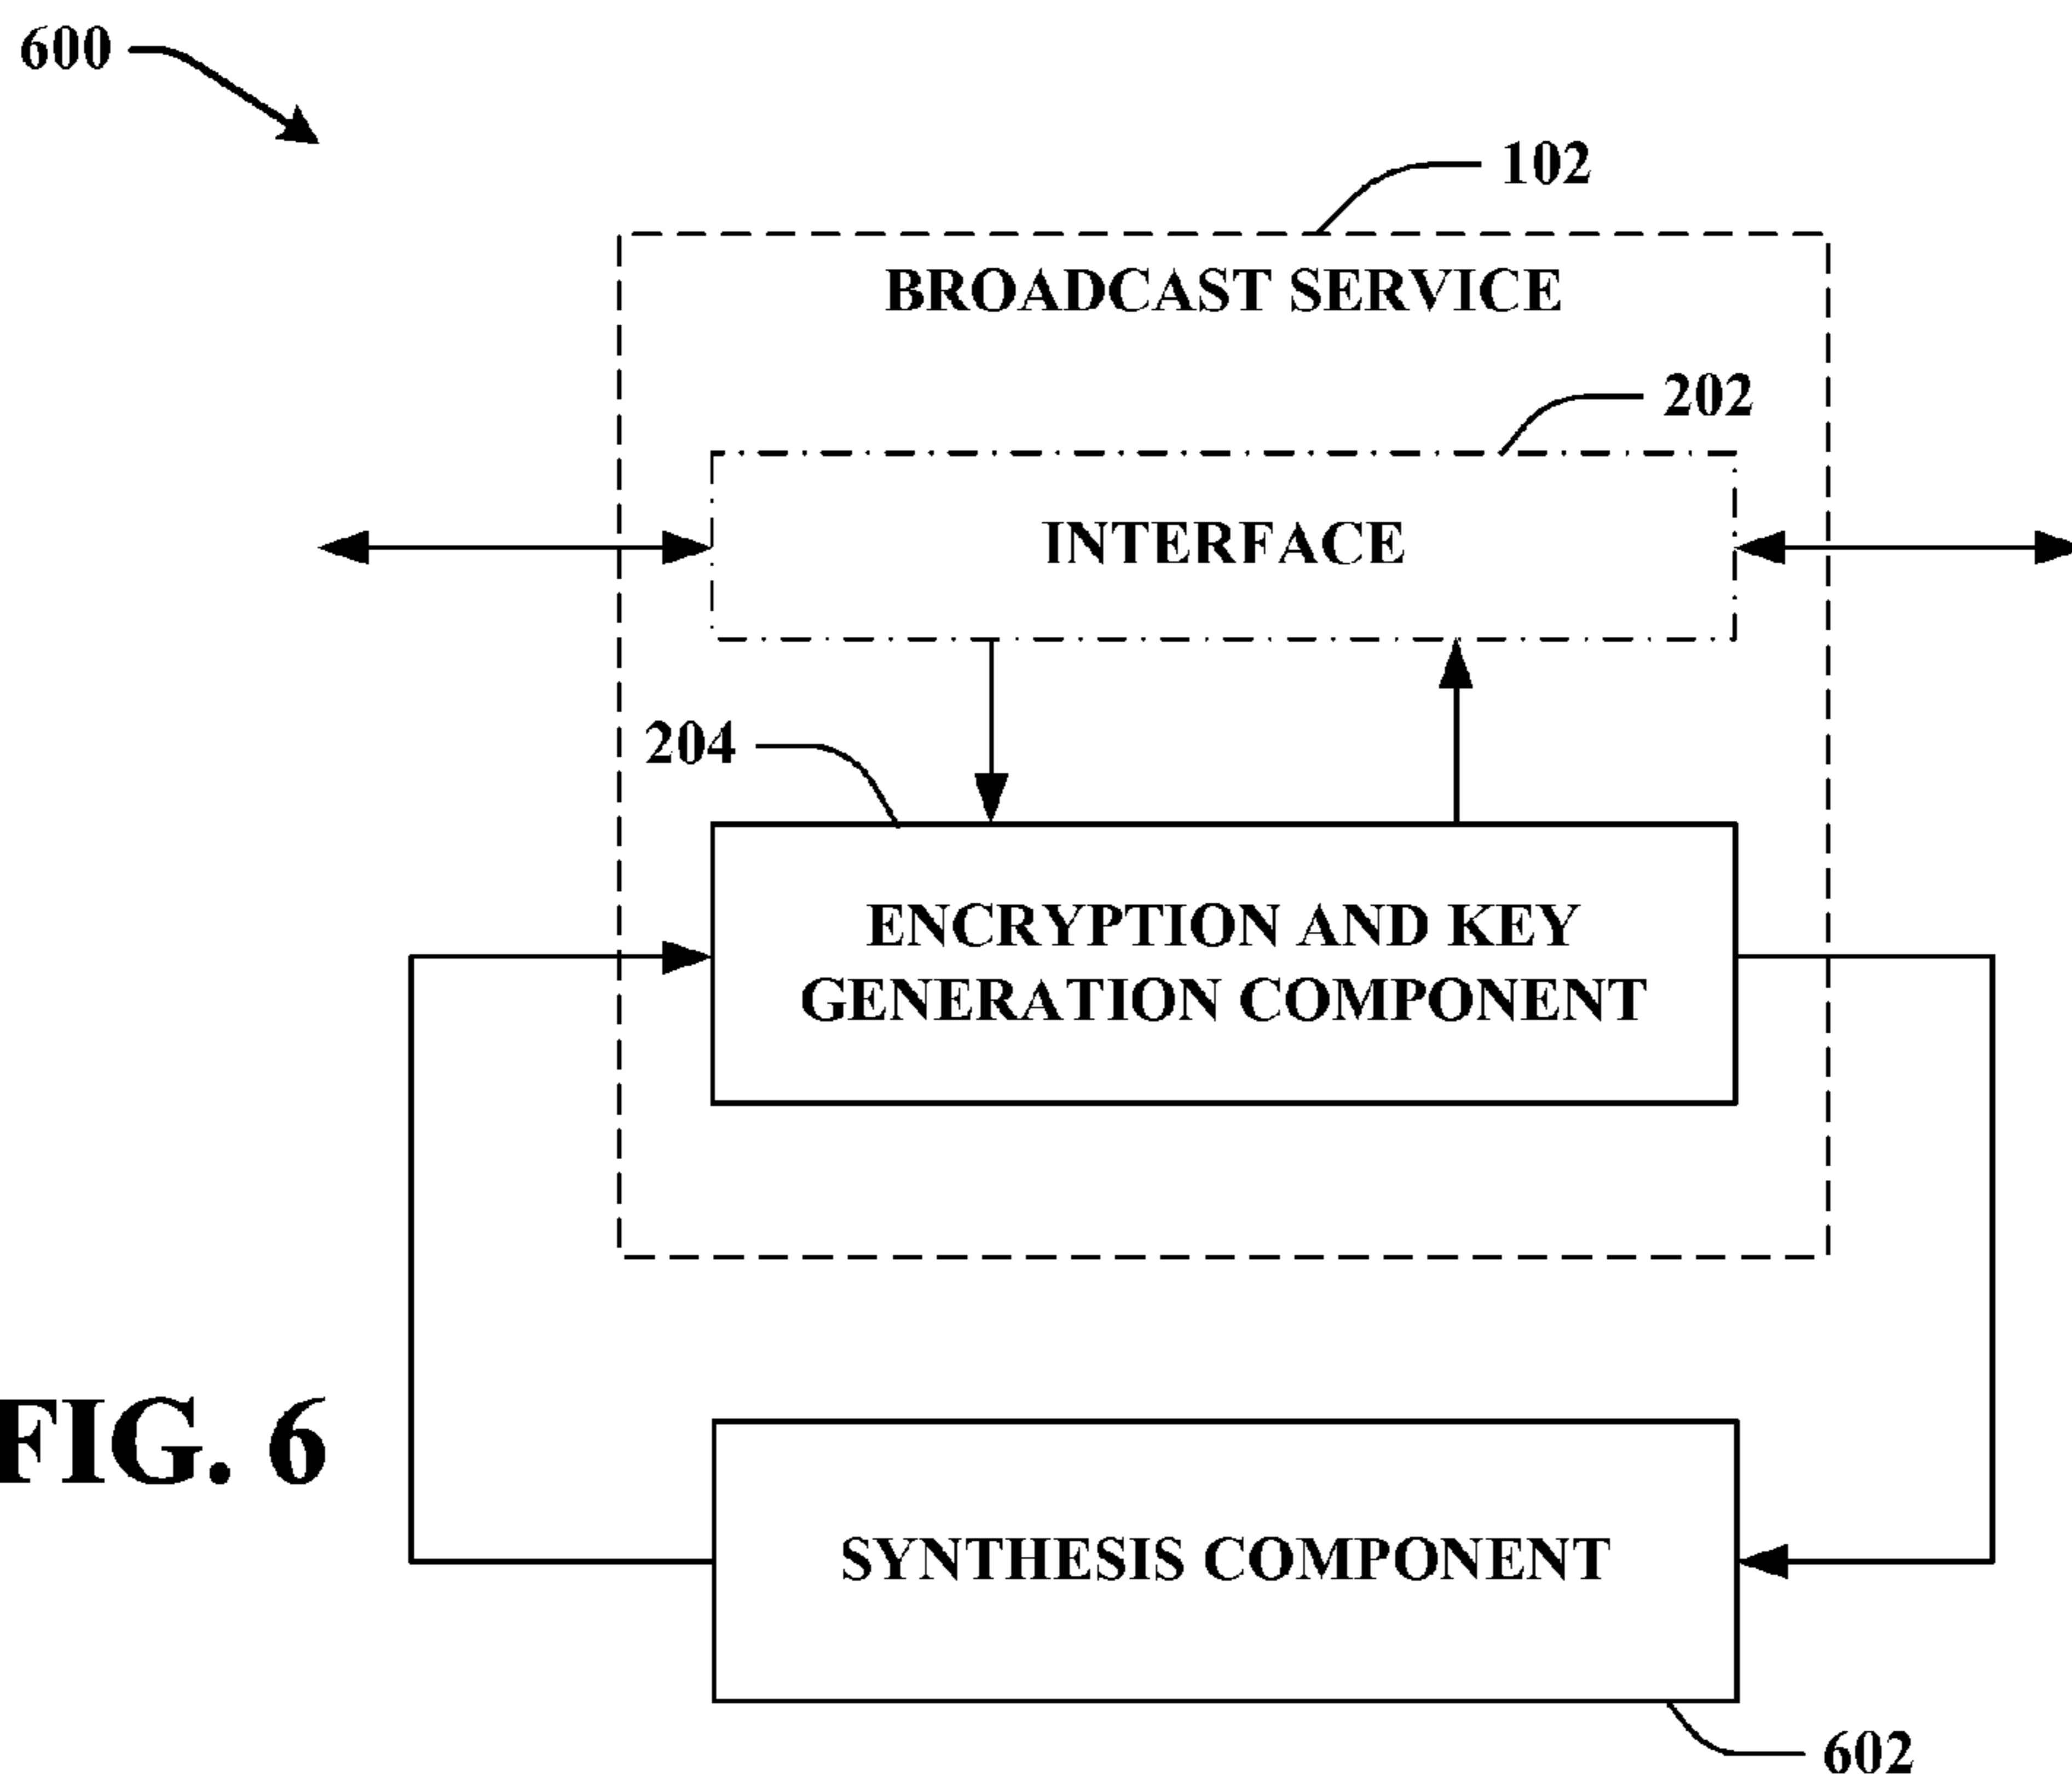 600
102
BROADCAST SERVICE
202
INTERFACE
204
ENCRYPTION AND KEY
GENERATION COMPONENT
FIG. 6
SYNTHESIS COMPONENT
602